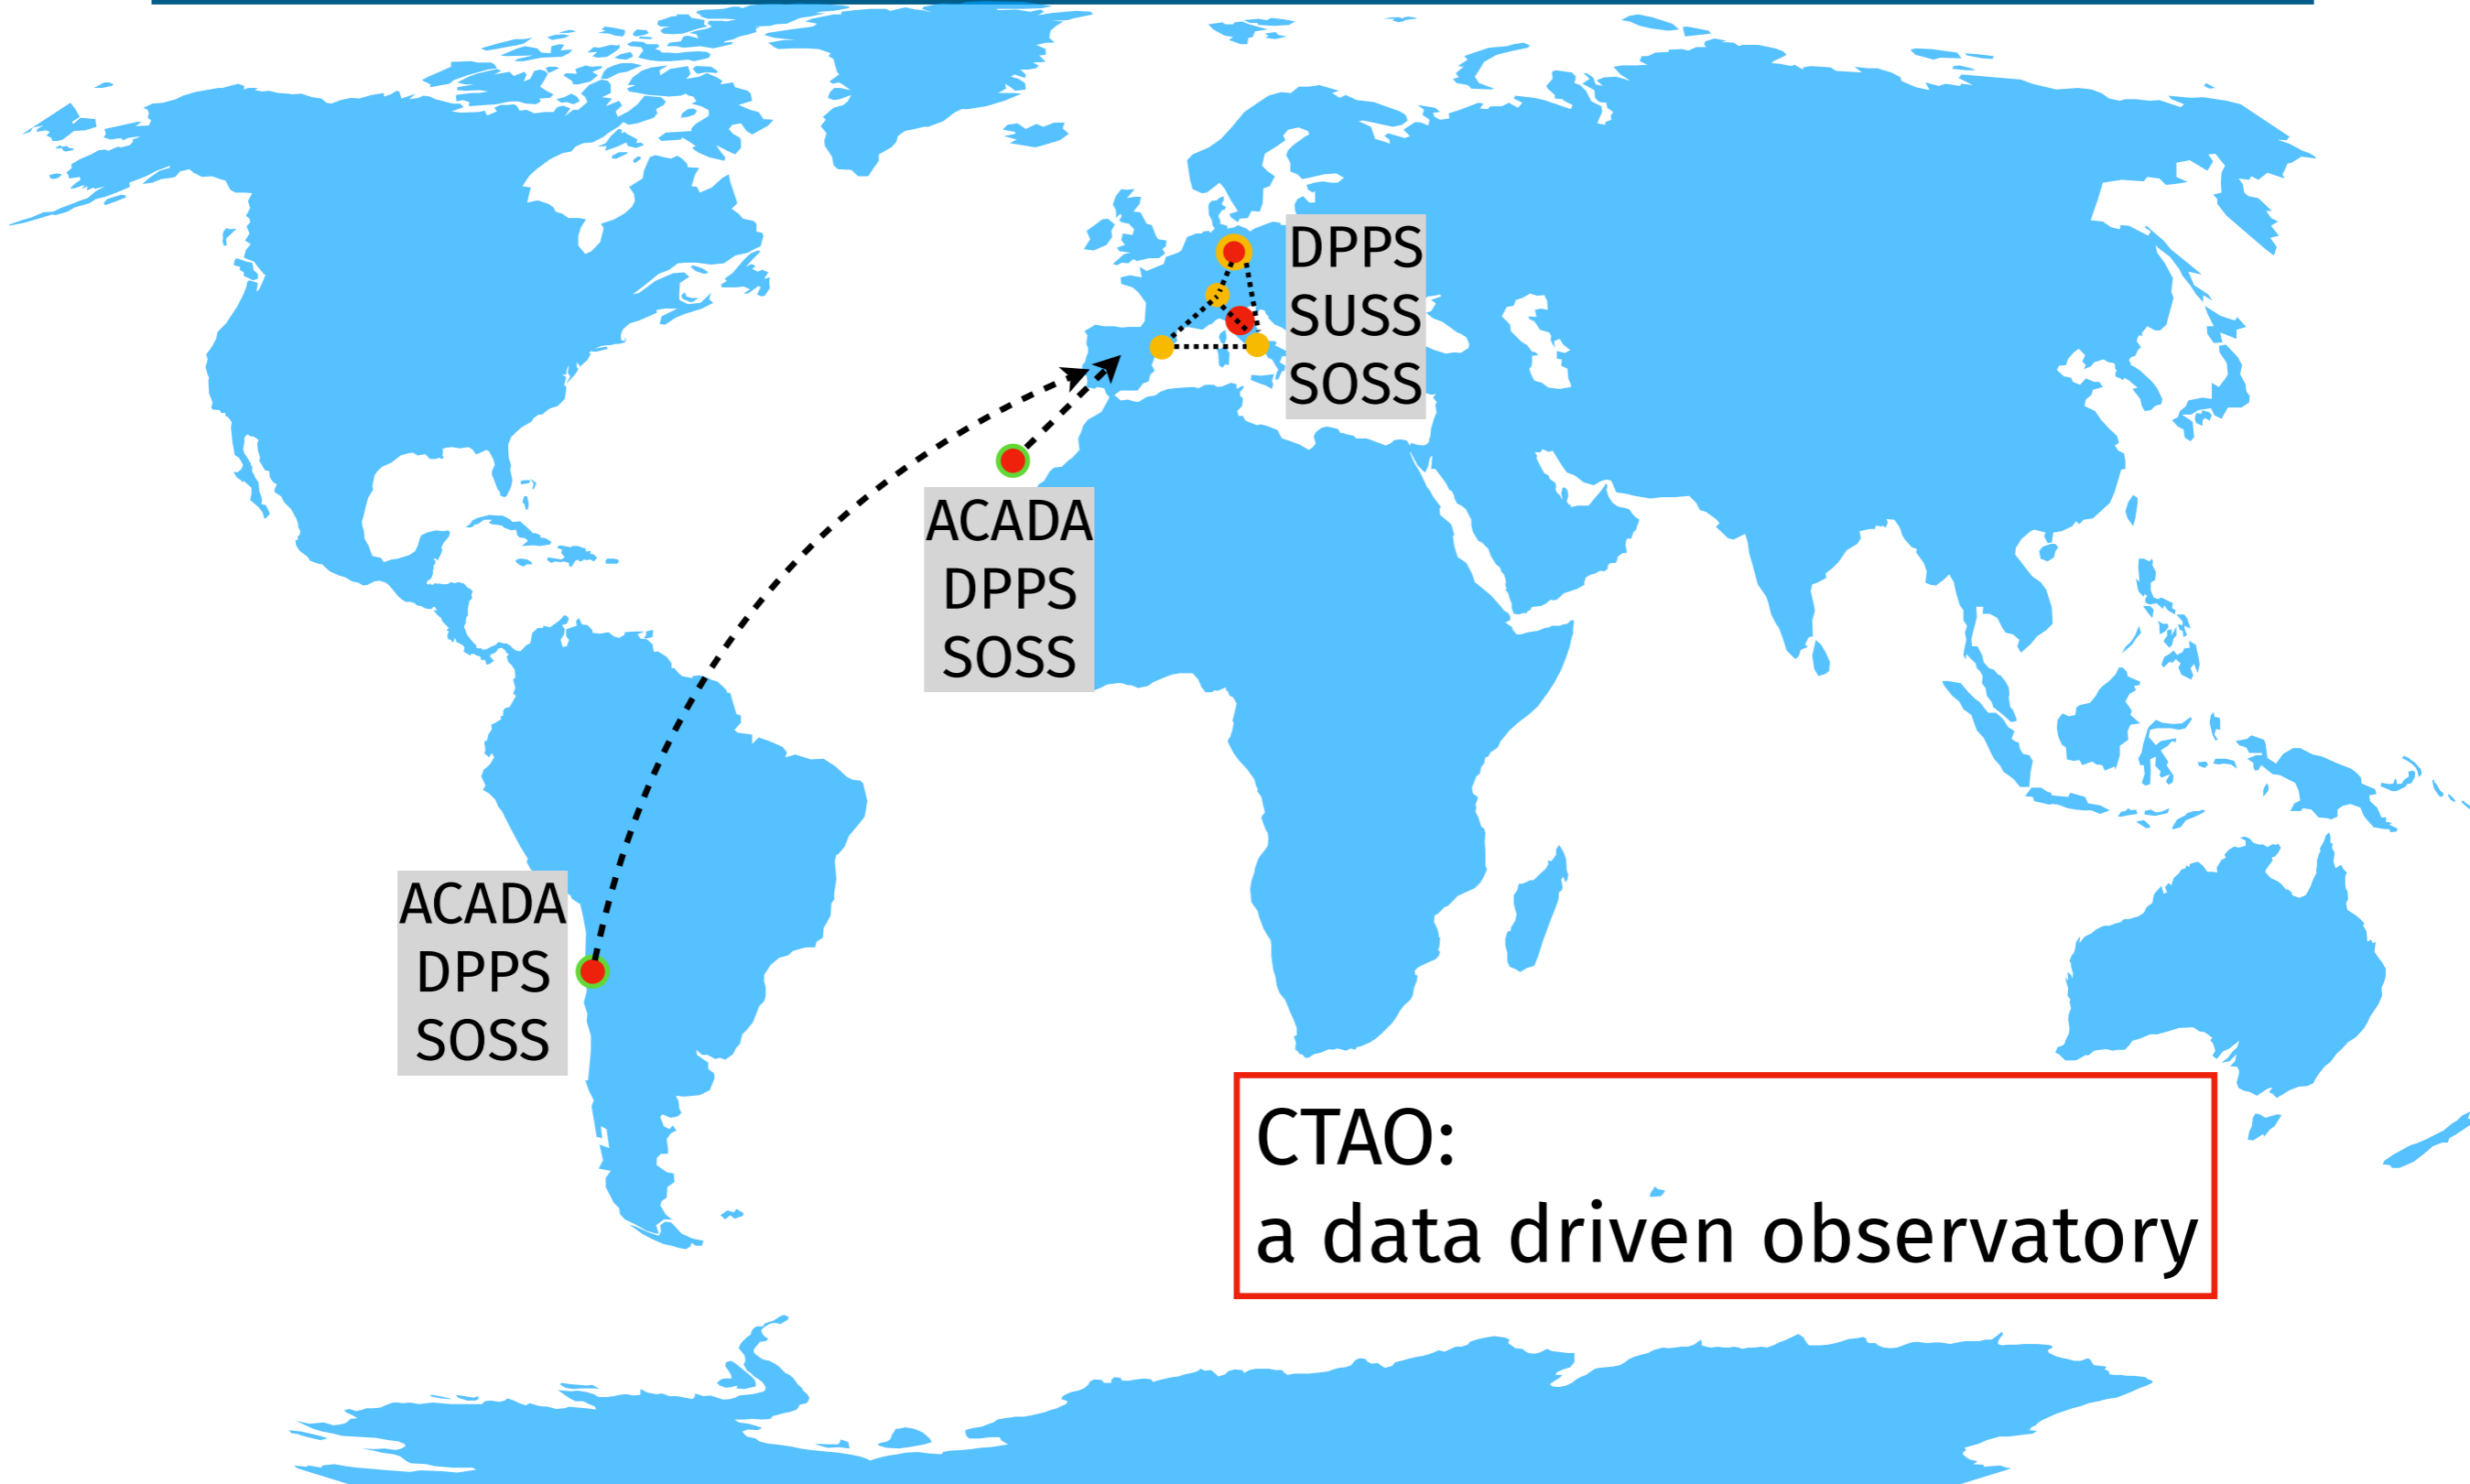 DPPS
SUSS
SOSS
ACADA
DPPS
SOSS
ACADA
DPPS
SOSS
CTAO:
a data driven observatory